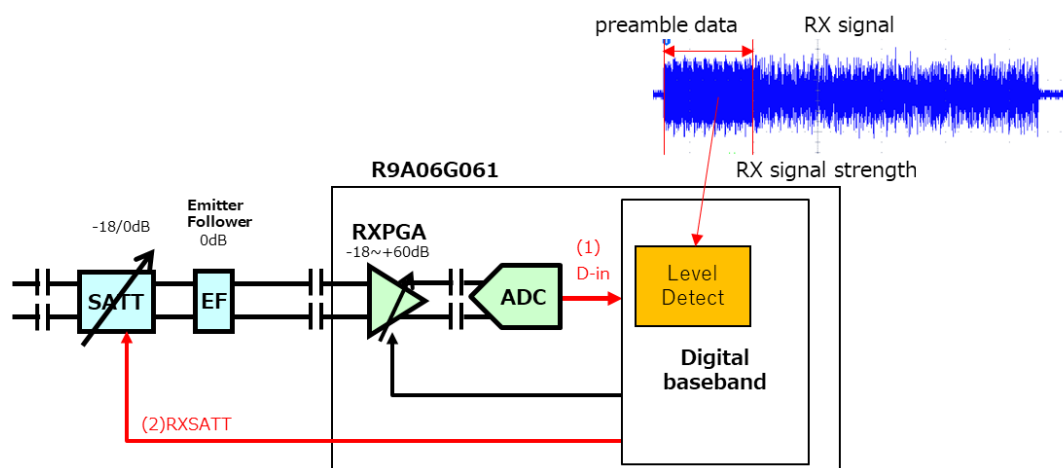 preamble data
RX signal
RX signal strength
R9A06G061
-18/0dB
Emitter
Follower
0dB
RXPGA
-18~+60dB
(1)
D-in
Level
Detect
SATT
EF
ADC
Digital
baseband
(2)RXSATT